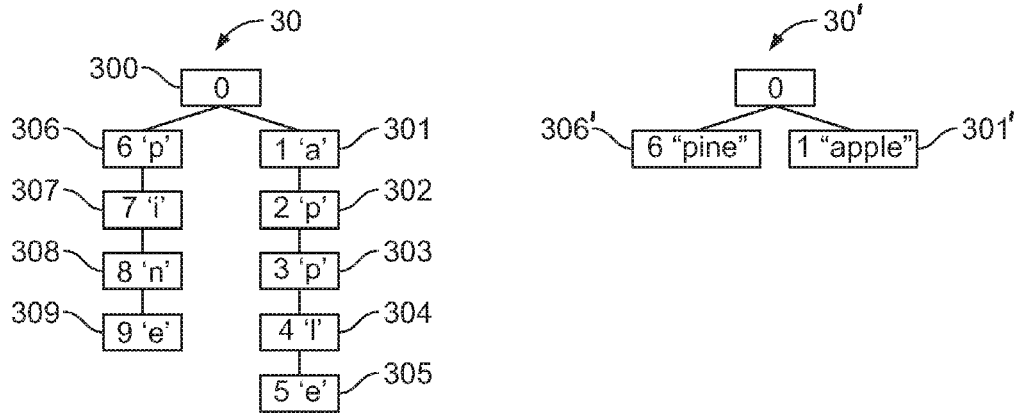 30 30′
300 0 0
306 6 ‘p’ 1 ‘a’ 301 306′ 6 “pine” 1 “apple” 301′
307 7 ‘i’ 2 ‘p’ 302
308 8 ‘n’ 3 ‘p’ 303
309 9 ‘e’ 4 ‘l’ 304
5 ‘e’ 305